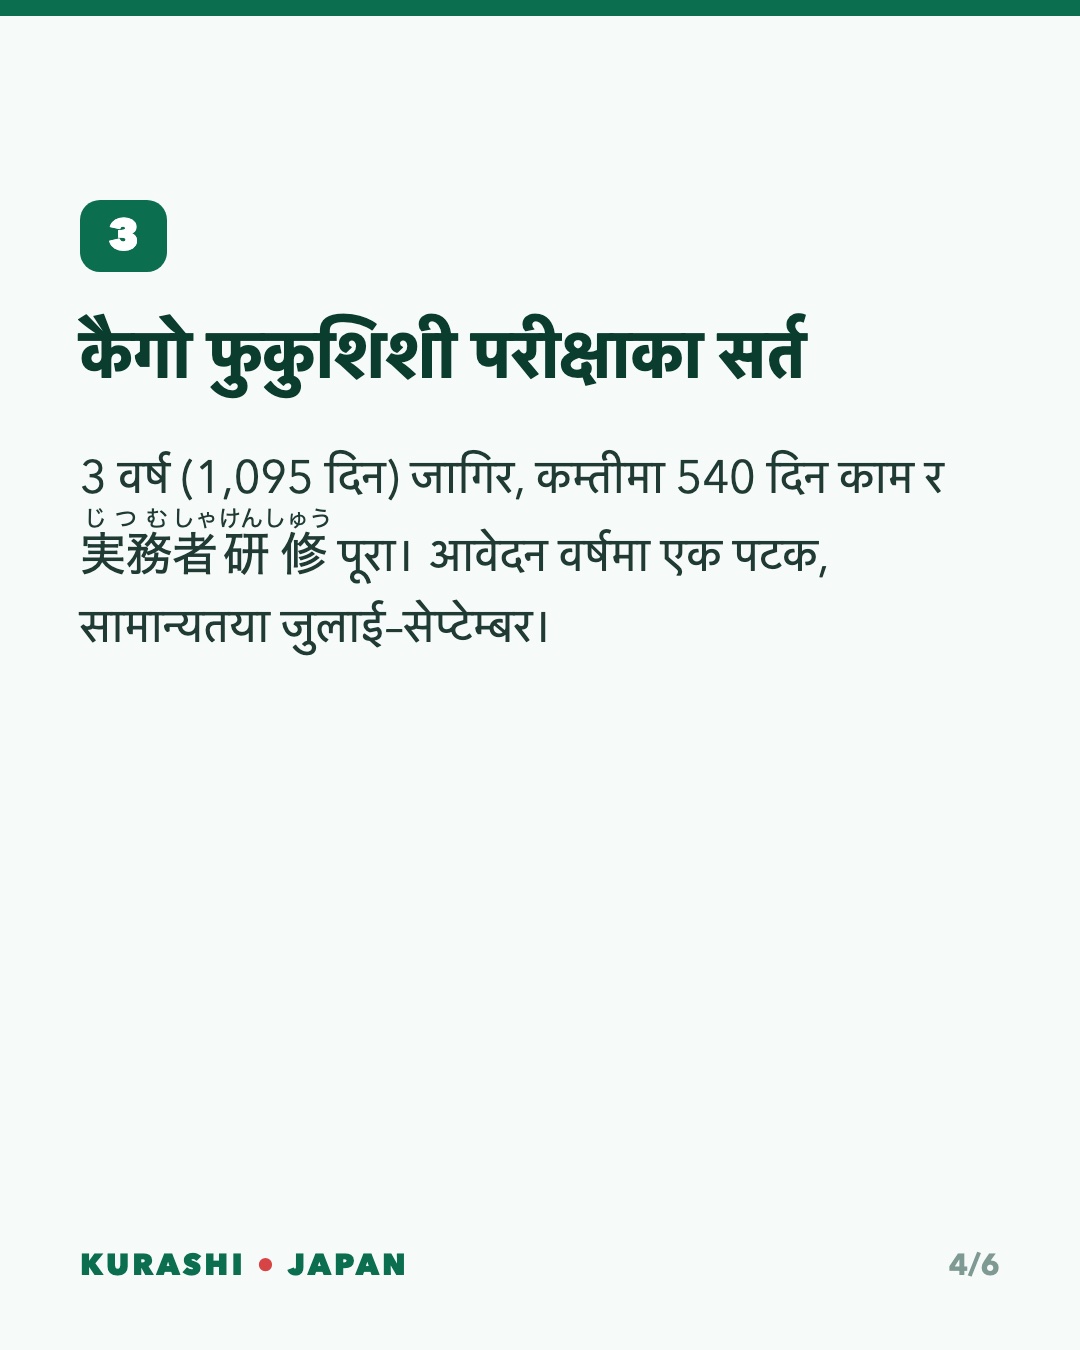 3
कैगो फुकुशिशी परीक्षाका सर्त
3 वर्ष (1,095 दिन) जागिर, कम्तीमा 540 दिन काम र
じつむしゃけんしゅう
実務者研修 पूरा। आवेदन वर्षमा एक पटक,
सामान्यतया जुलाई–सेप्टेम्बर।
KURASHI • JAPAN
4/6